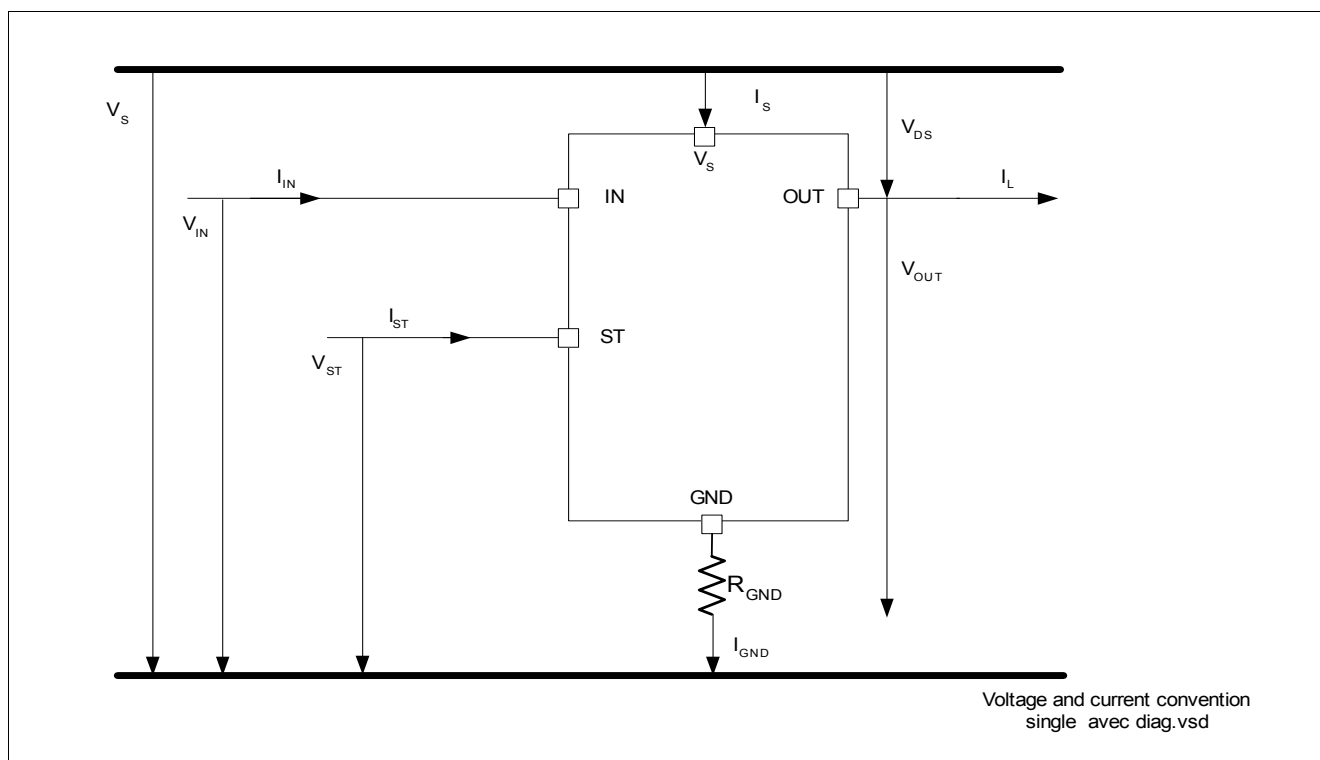 V_S
I_S
V_DS
V_S
I_IN
IN
OUT
I_L
V_IN
V_OUT
I_ST
ST
V_ST
GND
R_GND
I_GND
Voltage and current convention
single avec diag.vsd